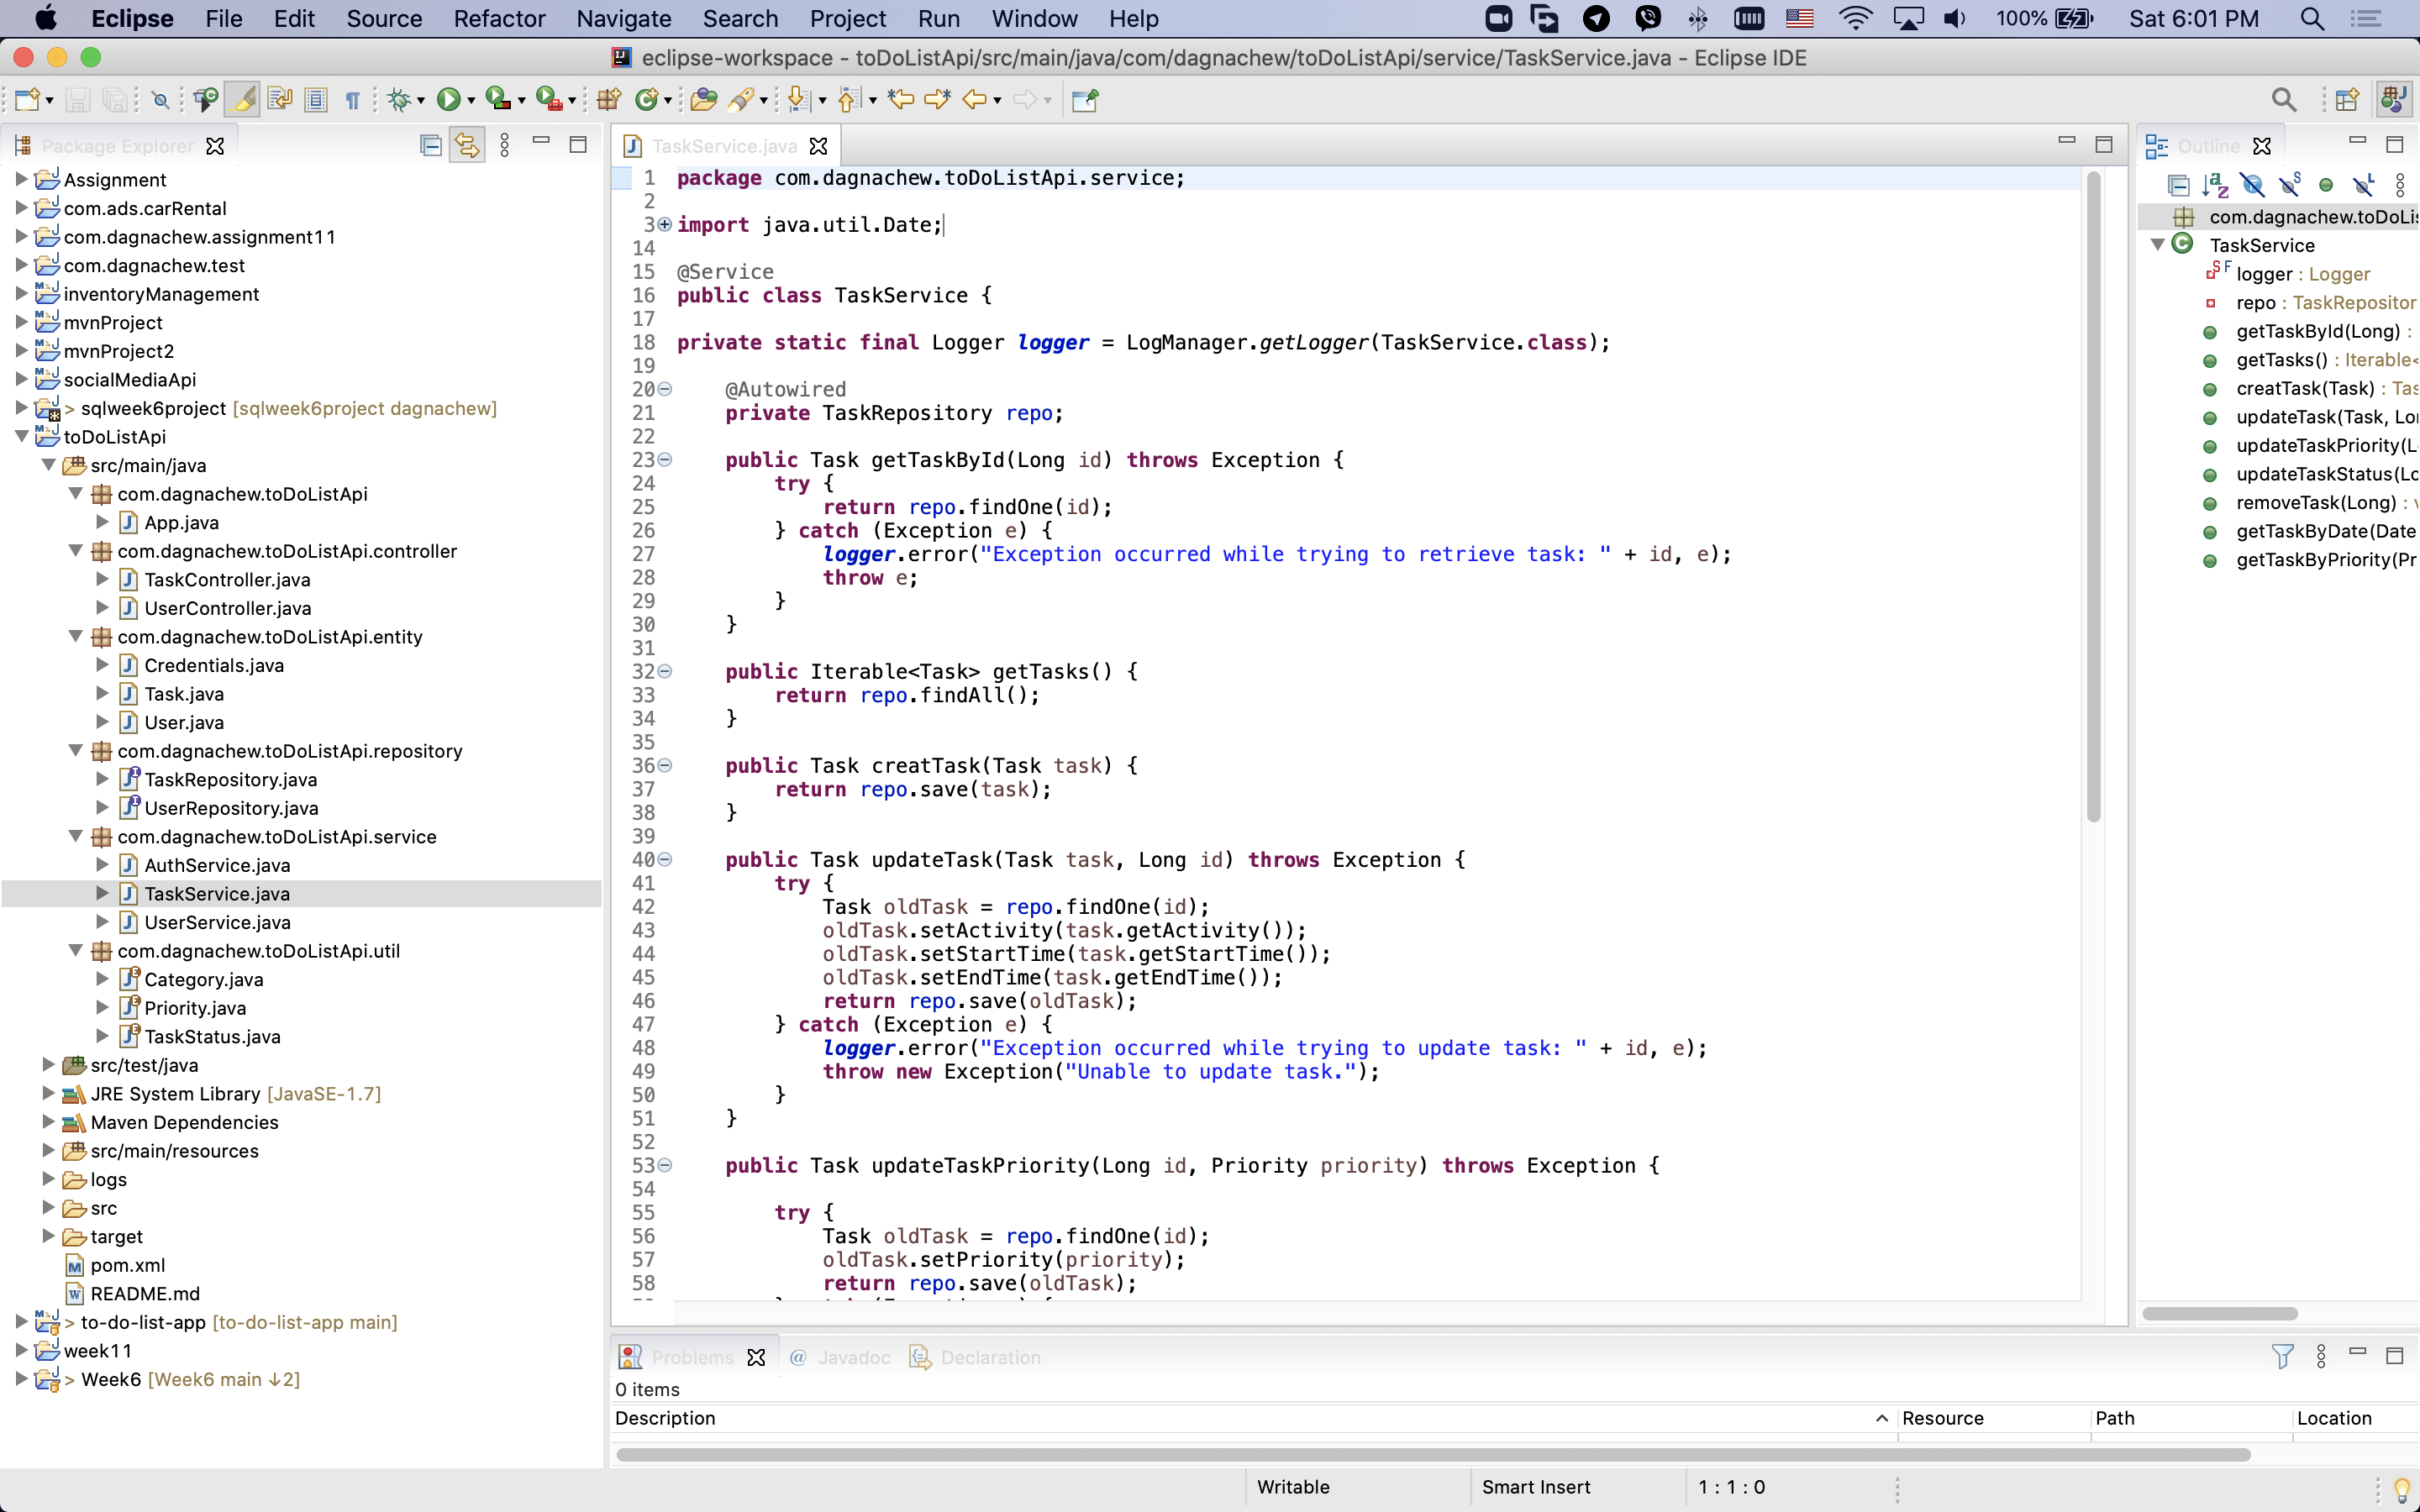 Eclipse File Edit Source Refactor Navigate Search Project Run Window Help 100% Sat 6:01 PM
eclipse-workspace - toDoListApi/src/main/java/com/dagnachew/toDoListApi/service/TaskService.java - Eclipse IDE
Package Explorer
Assignment
com.ads.carRental
com.dagnachew.assignment11
com.dagnachew.test
inventoryManagement
mvnProject
mvnProject2
socialMediaApi
> sqlweek6project [sqlweek6project dagnachew]
toDoListApi
src/main/java
com.dagnachew.toDoListApi
App.java
com.dagnachew.toDoListApi.controller
TaskController.java
UserController.java
com.dagnachew.toDoListApi.entity
Credentials.java
Task.java
User.java
com.dagnachew.toDoListApi.repository
TaskRepository.java
UserRepository.java
com.dagnachew.toDoListApi.service
AuthService.java
TaskService.java
UserService.java
com.dagnachew.toDoListApi.util
Category.java
Priority.java
TaskStatus.java
src/test/java
JRE System Library [JavaSE-1.7]
Maven Dependencies
src/main/resources
logs
src
target
pom.xml
README.md
> to-do-list-app [to-do-list-app main]
week11
> Week6 [Week6 main ↓2]
TaskService.java
1 package com.dagnachew.toDoListApi.service;
2
3 import java.util.Date;
14
15 @Service
16 public class TaskService {
17
18 private static final Logger logger = LogManager.getLogger(TaskService.class);
19
20 @Autowired
21 private TaskRepository repo;
22
23 public Task getTaskById(Long id) throws Exception {
24 try {
25 return repo.findOne(id);
26 } catch (Exception e) {
27 logger.error("Exception occurred while trying to retrieve task: " + id, e);
28 throw e;
29 }
30 }
31
32 public Iterable<Task> getTasks() {
33 return repo.findAll();
34 }
35
36 public Task creatTask(Task task) {
37 return repo.save(task);
38 }
39
40 public Task updateTask(Task task, Long id) throws Exception {
41 try {
42 Task oldTask = repo.findOne(id);
43 oldTask.setActivity(task.getActivity());
44 oldTask.setStartTime(task.getStartTime());
45 oldTask.setEndTime(task.getEndTime());
46 return repo.save(oldTask);
47 } catch (Exception e) {
48 logger.error("Exception occurred while trying to update task: " + id, e);
49 throw new Exception("Unable to update task.");
50 }
51 }
52
53 public Task updateTaskPriority(Long id, Priority priority) throws Exception {
54
55 try {
56 Task oldTask = repo.findOne(id);
57 oldTask.setPriority(priority);
58 return repo.save(oldTask);
Outline
com.dagnachew.toDoLis
TaskService
logger : Logger
repo : TaskRepositor
getTaskById(Long) :
getTasks() : Iterable<
creatTask(Task) : Tas
updateTask(Task, Lo
updateTaskPriority(L
updateTaskStatus(Lo
removeTask(Long) : v
getTaskByDate(Date
getTaskByPriority(Pr
Problems @ Javadoc Declaration
0 items
Description Resource Path Location
Writable Smart Insert 1 : 1 : 0